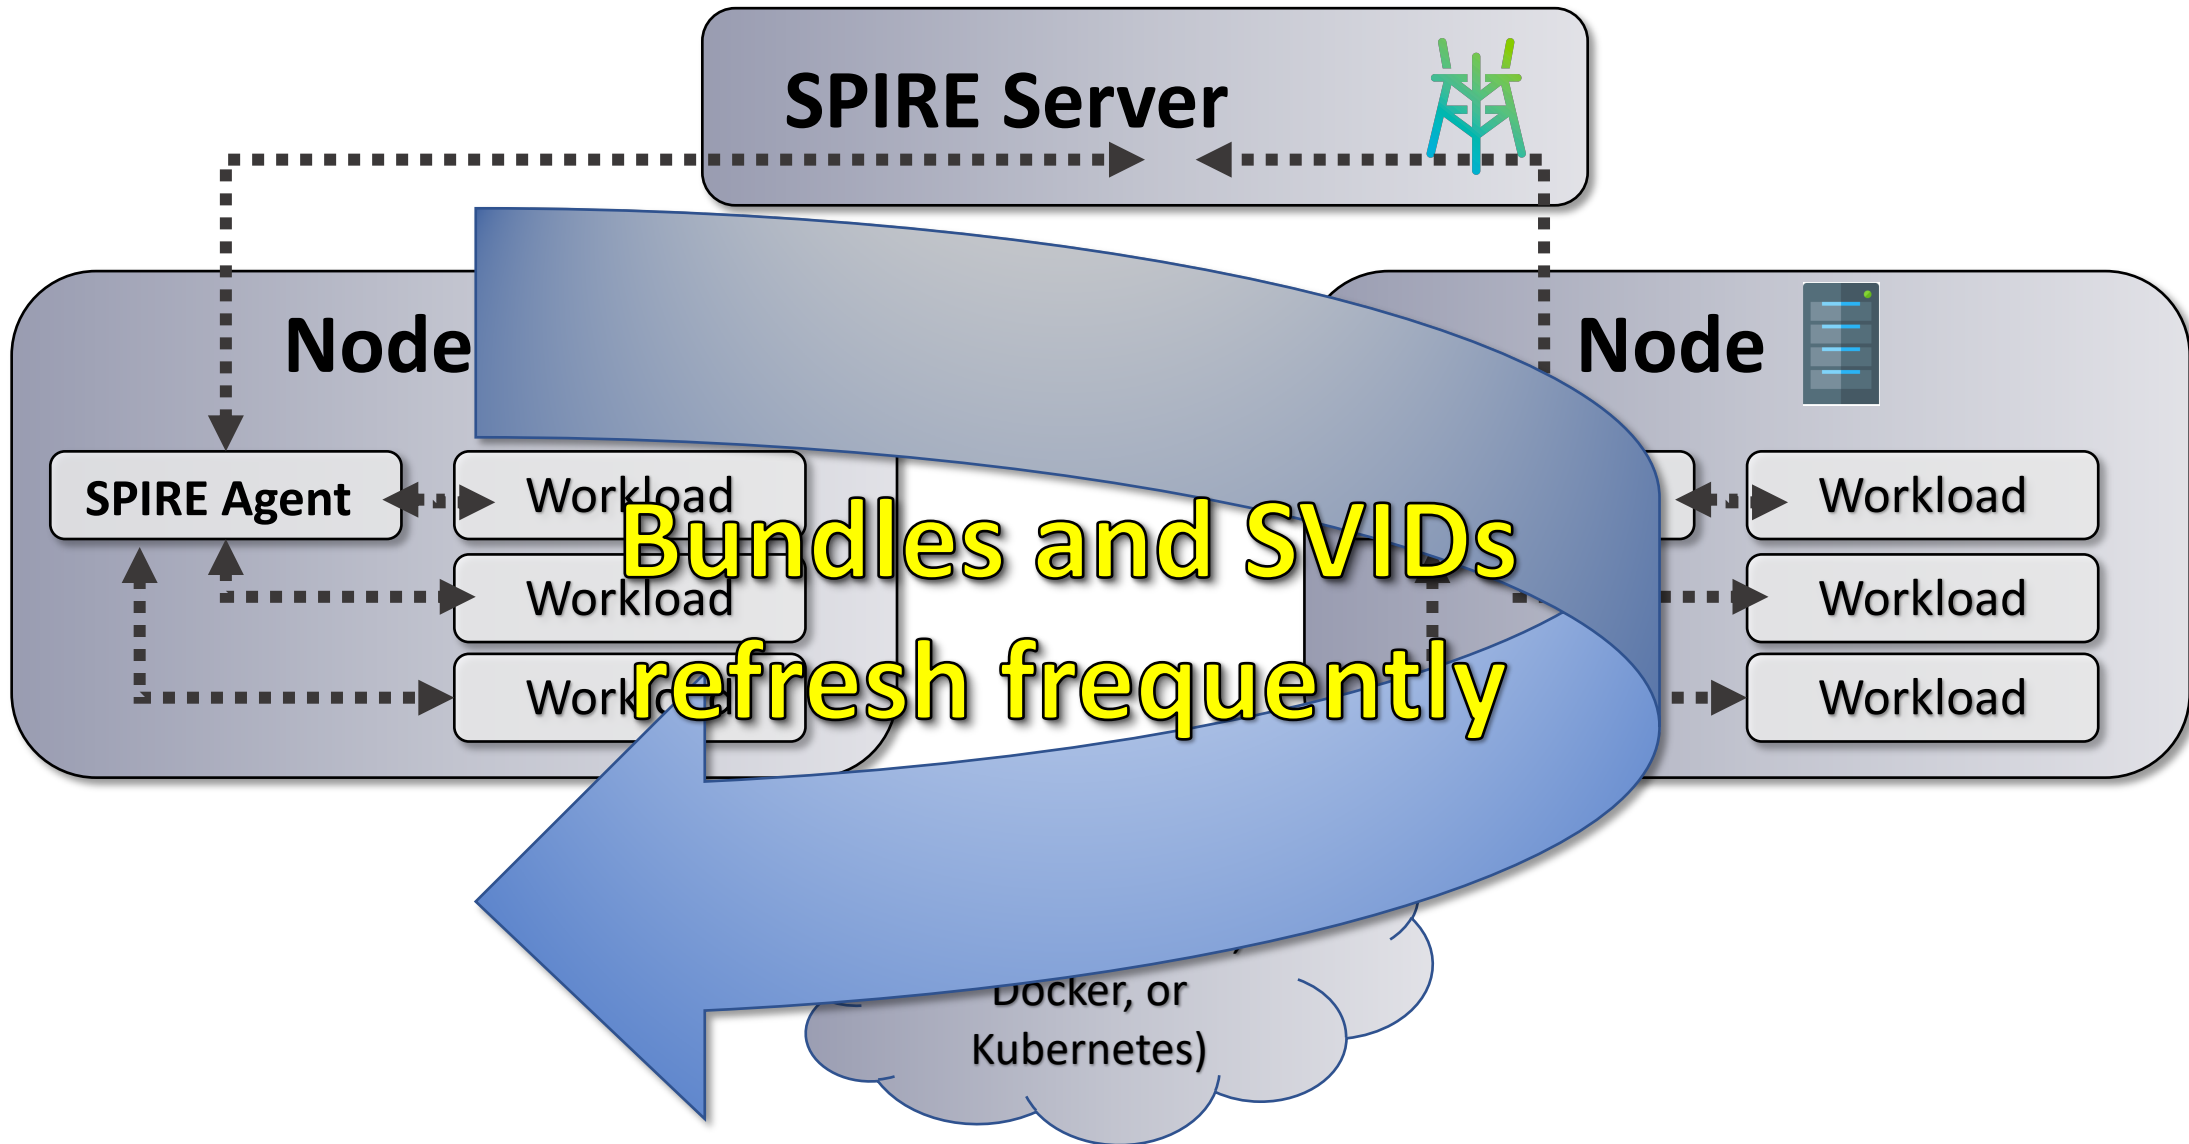 SPIRE Server
Node
Node
SPIRE Agent
Workload
Workload
Workload
Workload
Workload
Workload
Bundles and SVIDs
refresh frequently
Docker, or
Kubernetes)